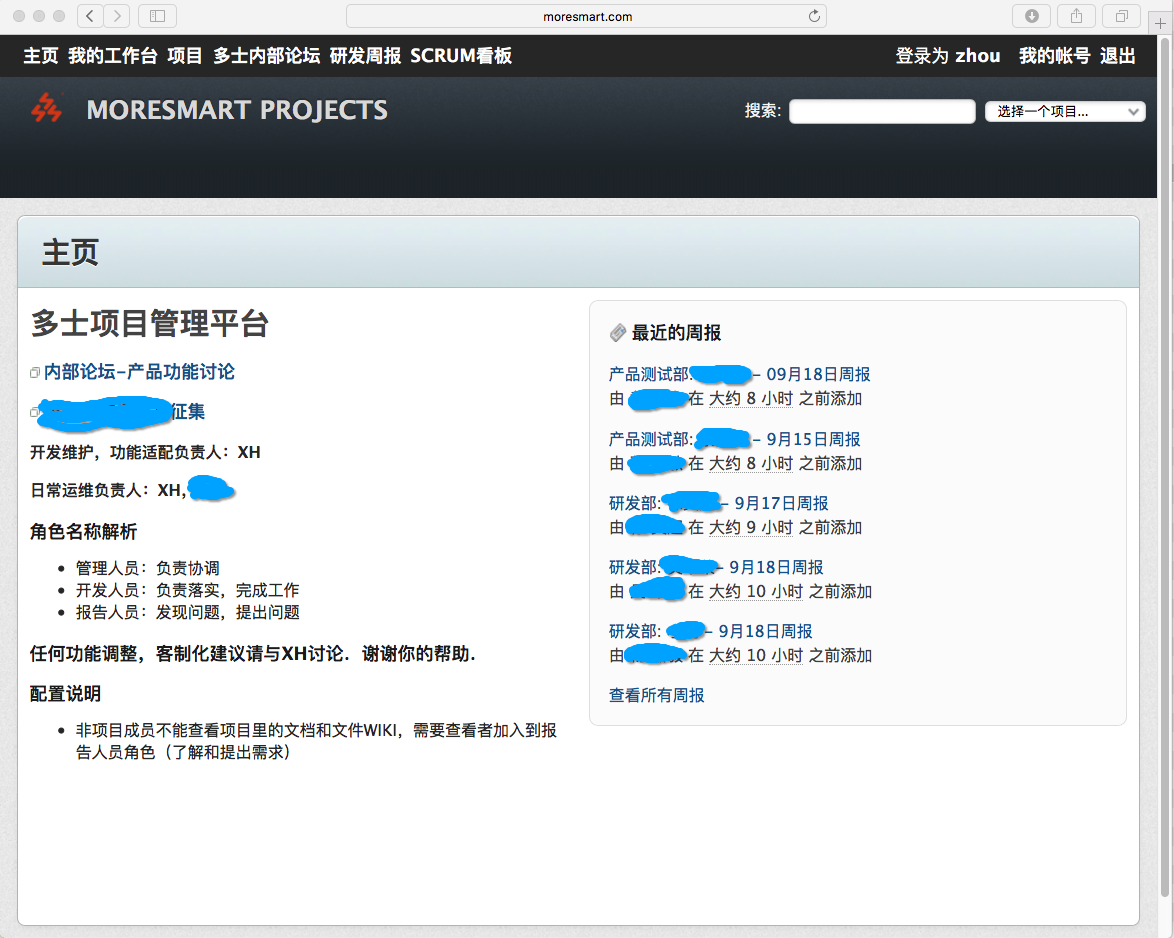 moresmart.com
主页 我的工作台 项目 多士内部论坛 研发周报 SCRUM看板 登录为 zhou 我的帐号 退出
MORESMART PROJECTS 搜索: 选择一个项目...
主页
多士项目管理平台
内部论坛-产品功能讨论
征集
开发维护，功能适配负责人：XH
日常运维负责人：XH,
角色名称解析
管理人员：负责协调
开发人员：负责落实，完成工作
报告人员：发现问题，提出问题
任何功能调整，客制化建议请与XH讨论．谢谢你的帮助．
配置说明
非项目成员不能查看项目里的文档和文件WIKI，需要查看者加入到报
告人员角色（了解和提出需求）
最近的周报
产品测试部: – 09月18日周报
由 在 大约 8 小时 之前添加
产品测试部: – 9月15日周报
由 在 大约 8 小时 之前添加
研发部: – 9月17日周报
由 在 大约 9 小时 之前添加
研发部: – 9月18日周报
由 在 大约 10 小时 之前添加
研发部: – 9月18日周报
由 在 大约 10 小时 之前添加
查看所有周报